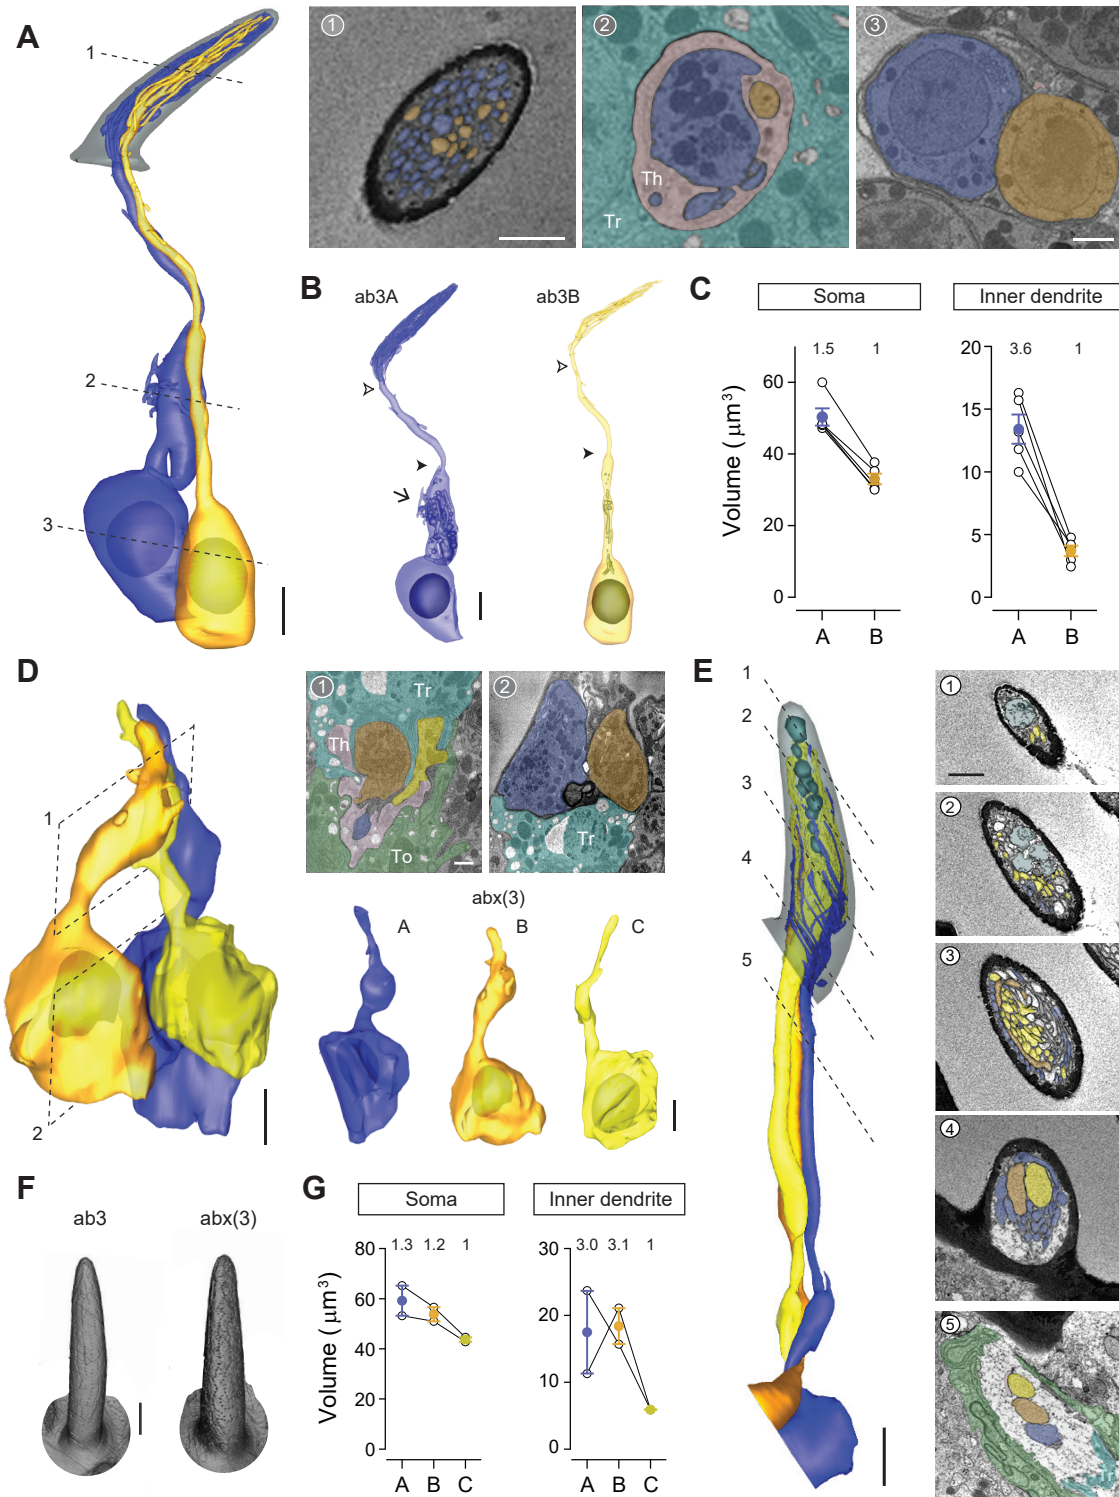 A
1
2
3
1
2
Th
Tr
3
B
ab3A
ab3B
C
Soma
Inner dendrite
Volume ( μm³)
60
40
20
0
1.5
1
A
B
20
15
10
5
0
3.6
1
A
B
D
1
2
1
Tr
Th
To
2
Tr
abx(3)
A
B
C
E
1
2
3
4
5
1
2
3
4
5
F
ab3
abx(3)
G
Soma
Inner dendrite
Volume ( μm³)
80
60
40
20
0
1.3
1.2
1
A
B
C
30
20
10
0
3.0
3.1
1
A
B
C